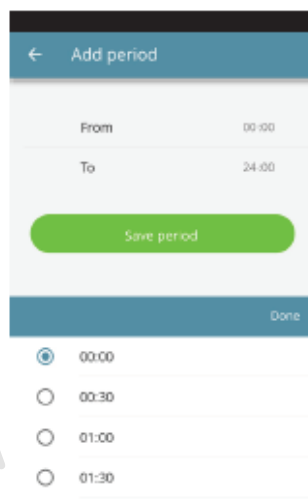 Add period
From 00:00
To 24:00
Save period
Done
00:00
00:30
01:00
01:30